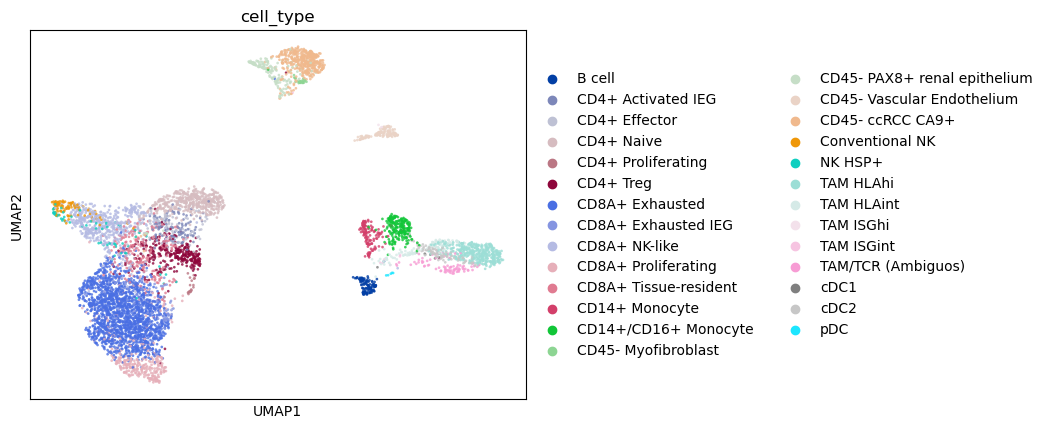 cell_type
UMAP2
UMAP1
B cell
CD4+ Activated IEG
CD4+ Effector
CD4+ Naive
CD4+ Proliferating
CD4+ Treg
CD8A+ Exhausted
CD8A+ Exhausted IEG
CD8A+ NK-like
CD8A+ Proliferating
CD8A+ Tissue-resident
CD14+ Monocyte
CD14+/CD16+ Monocyte
CD45- Myofibroblast
CD45- PAX8+ renal epithelium
CD45- Vascular Endothelium
CD45- ccRCC CA9+
Conventional NK
NK HSP+
TAM HLAhi
TAM HLAint
TAM ISGhi
TAM ISGint
TAM/TCR (Ambiguos)
cDC1
cDC2
pDC